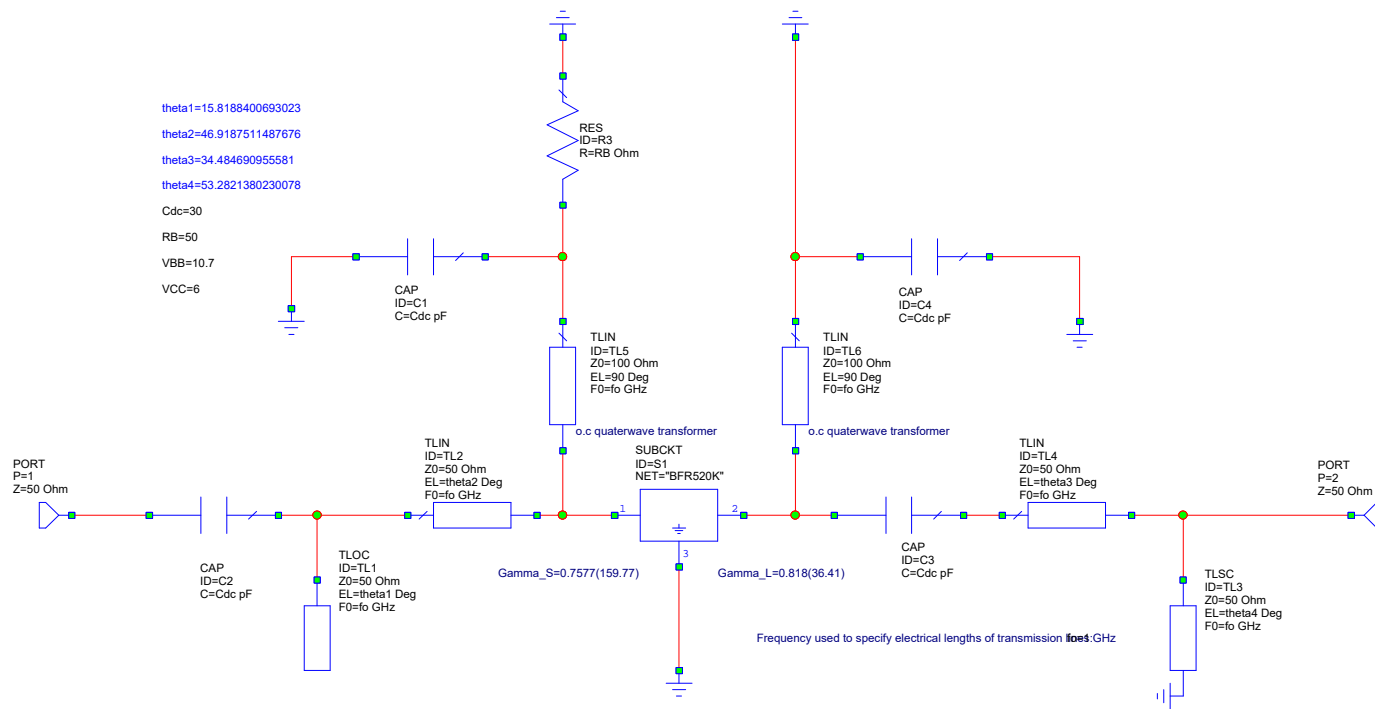 theta1=15.8188400693023
theta2=46.9187511487676
theta3=34.484690955581
theta4=53.2821380230078
Cdc=30
RB=50
VBB=10.7
VCC=6
RES
ID=R3
R=RB Ohm
CAP
ID=C1
C=Cdc pF
CAP
ID=C4
C=Cdc pF
TLIN
ID=TL5
Z0=100 Ohm
EL=90 Deg
F0=fo GHz
o.c quaterwave transformer
TLIN
ID=TL6
Z0=100 Ohm
EL=90 Deg
F0=fo GHz
o.c quaterwave transformer
PORT
P=1
Z=50 Ohm
CAP
ID=C2
C=Cdc pF
TLOC
ID=TL1
Z0=50 Ohm
EL=theta1 Deg
F0=fo GHz
TLIN
ID=TL2
Z0=50 Ohm
EL=theta2 Deg
F0=fo GHz
SUBCKT
ID=S1
NET="BFR520K"
1
2
3
Gamma_S=0.7577(159.77)
Gamma_L=0.818(36.41)
CAP
ID=C3
C=Cdc pF
TLIN
ID=TL4
Z0=50 Ohm
EL=theta3 Deg
F0=fo GHz
PORT
P=2
Z=50 Ohm
TLSC
ID=TL3
Z0=50 Ohm
EL=theta4 Deg
F0=fo GHz
Frequency used to specify electrical lengths of transmission GHz